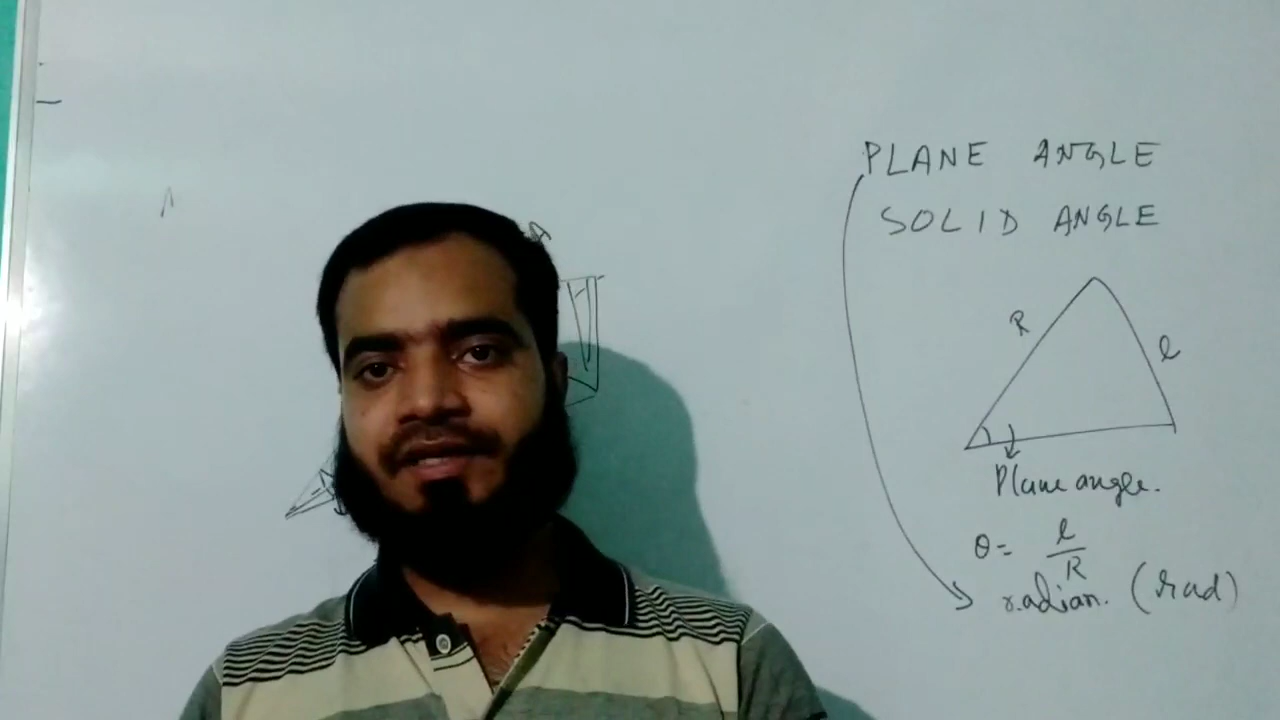 PLANE ANGLE
SOLID ANGLE
R
l
Plane angle.
θ = l/R
radian. (rad)
A